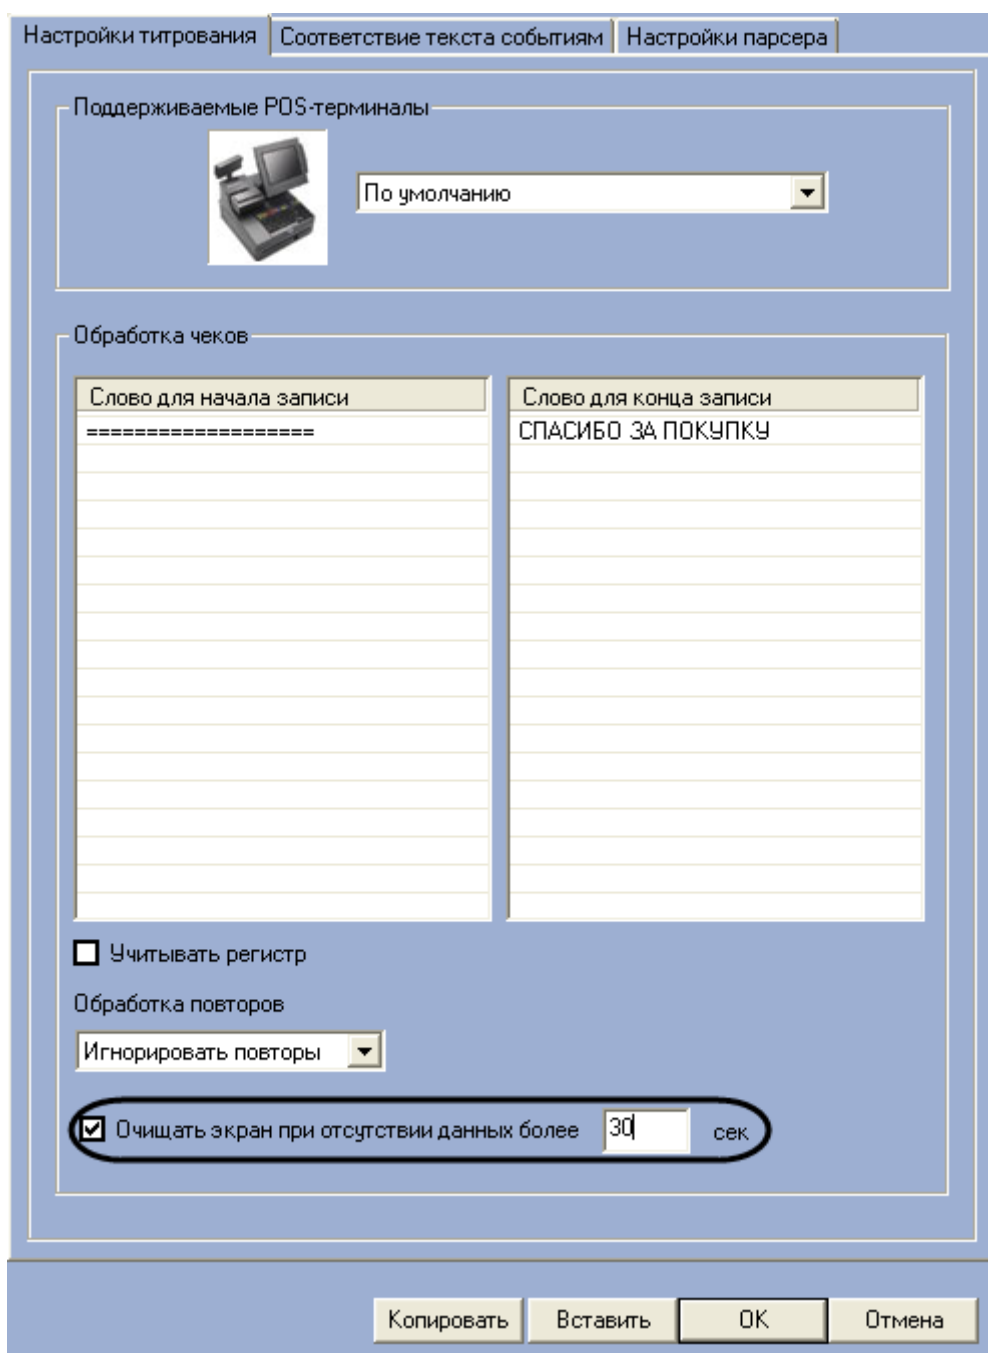 Настройки титрования Соответствие текста событиям Настройки парсера
Поддерживаемые POS-терминалы
По умолчанию
Обработка чеков
Слово для начала записи Слово для конца записи
=================== СПАСИБО ЗА ПОКУПКУ
Учитывать регистр
Обработка повторов
Игнорировать повторы
Очищать экран при отсутствии данных более 30 сек
Копировать Вставить OK Отмена